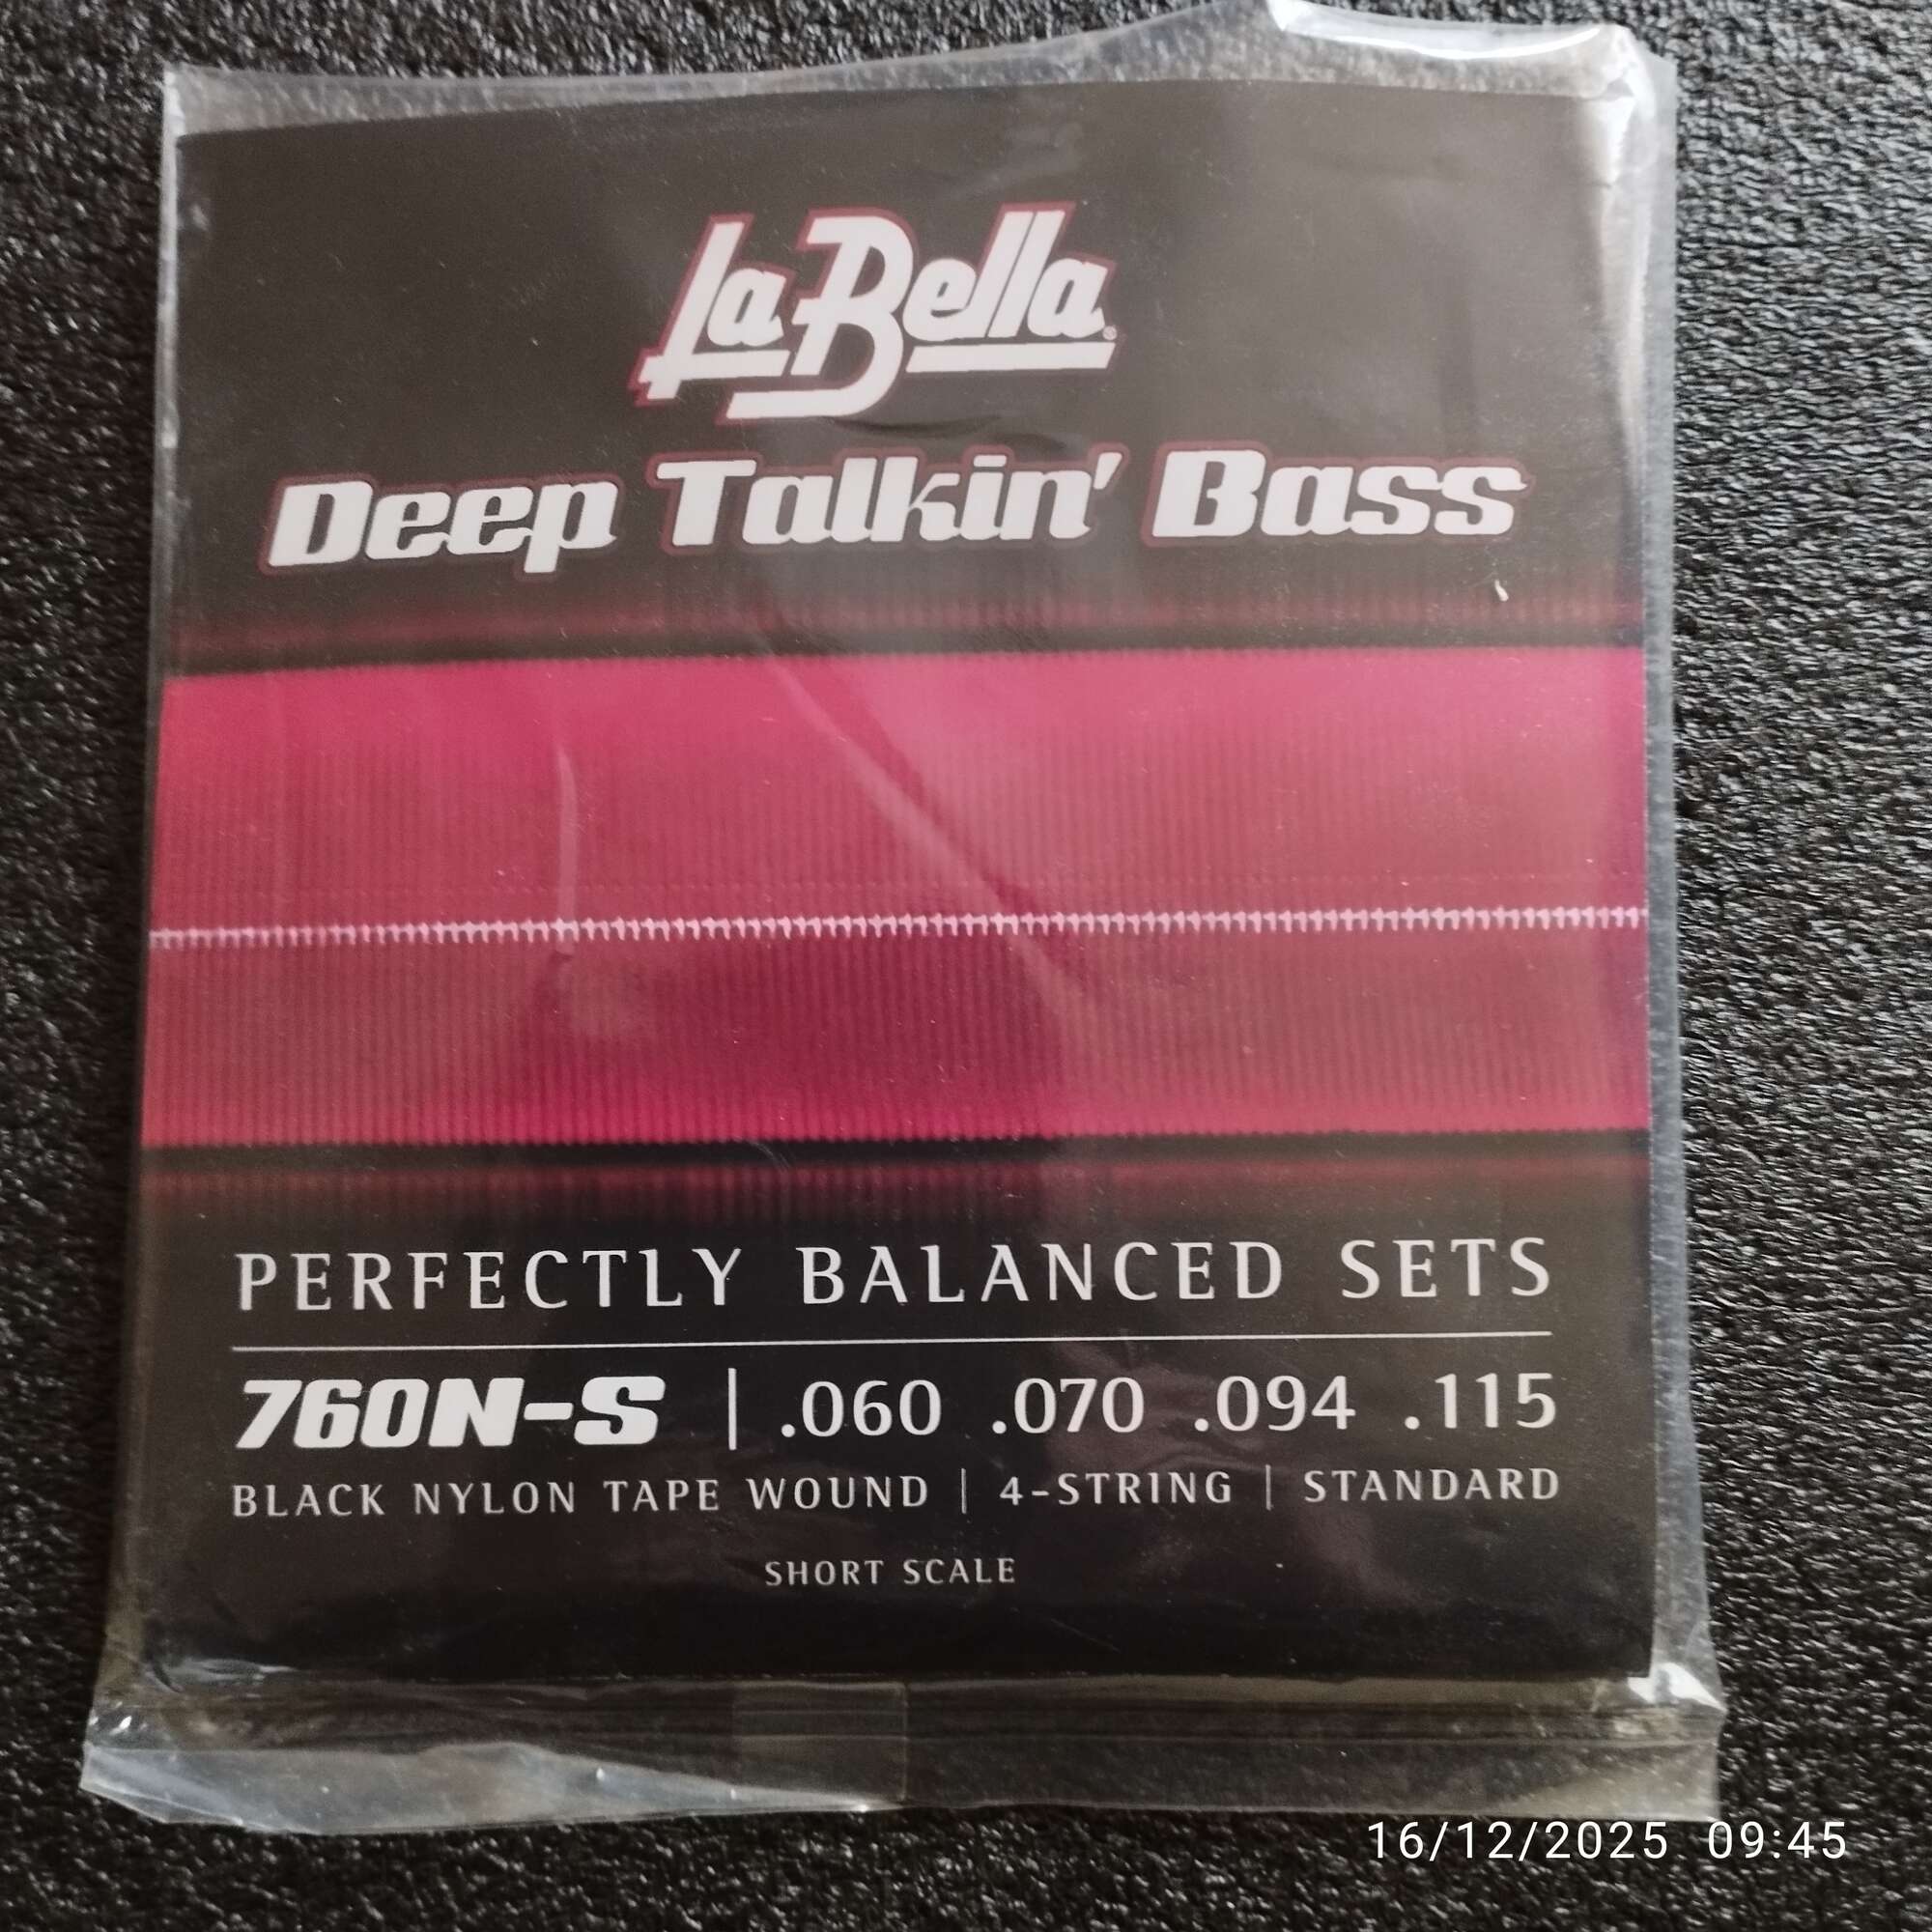 La Bella®
Deep Talkin' Bass
PERFECTLY BALANCED SETS
760N-S | .060 .070 .094 .115
BLACK NYLON TAPE WOUND | 4-STRING | STANDARD
SHORT SCALE
16/12/2025 09:45